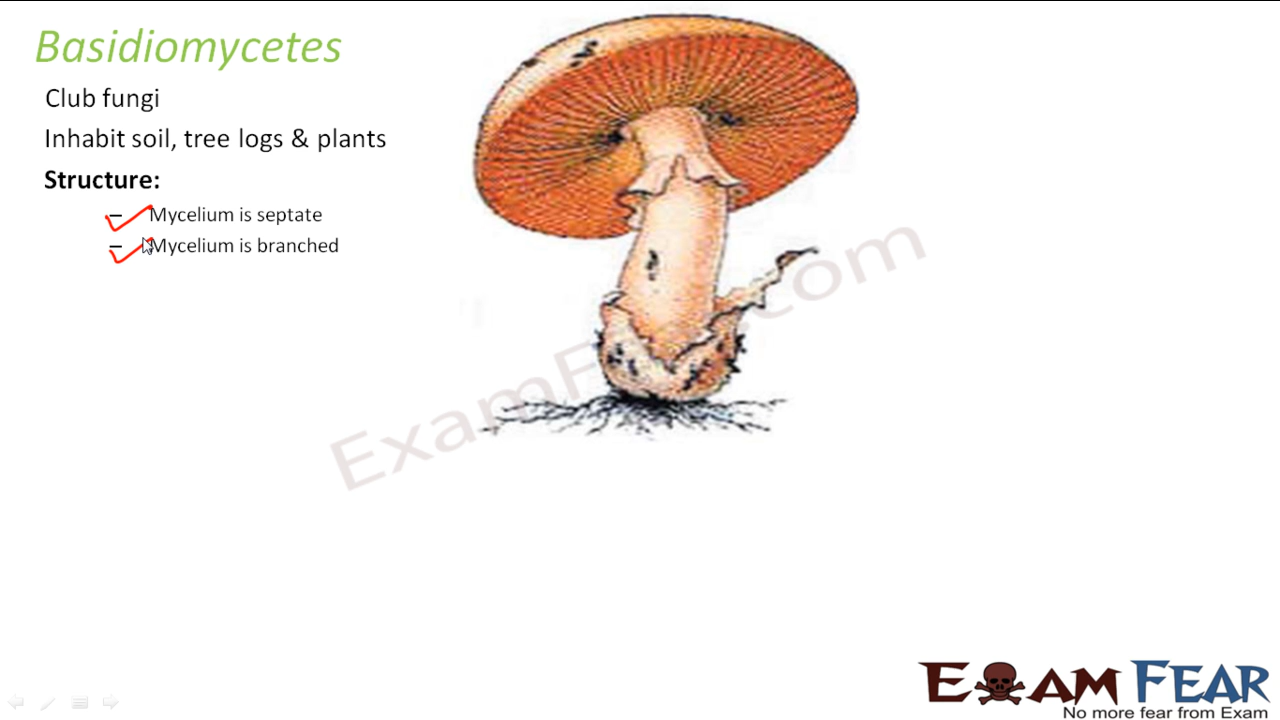 Basidiomycetes
Club fungi
Inhabit soil, tree logs & plants
Structure:
– Mycelium is septate
– Mycelium is branched
ExamFear.com
EXAM FEAR
No more fear from Exam